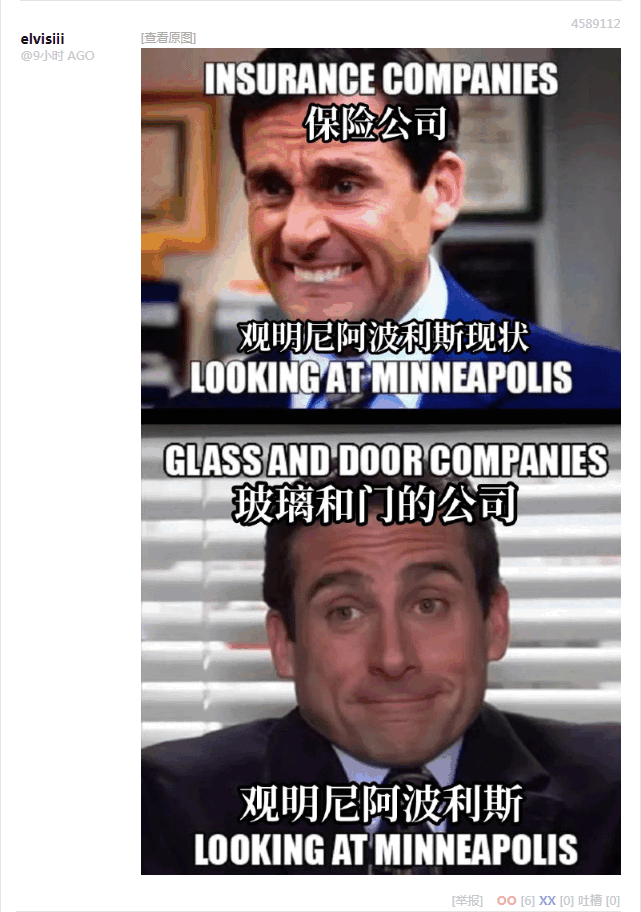 4589112
elvisiii
[查看原图]
@9小时 AGO
INSURANCE COMPANIES
保险公司
观明尼阿波利斯现状
LOOKING AT MINNEAPOLIS
GLASS AND DOOR COMPANIES
玻璃和门的公司
观明尼阿波利斯
LOOKING AT MINNEAPOLIS
[举报] OO [6] XX [0] 吐槽 [0]